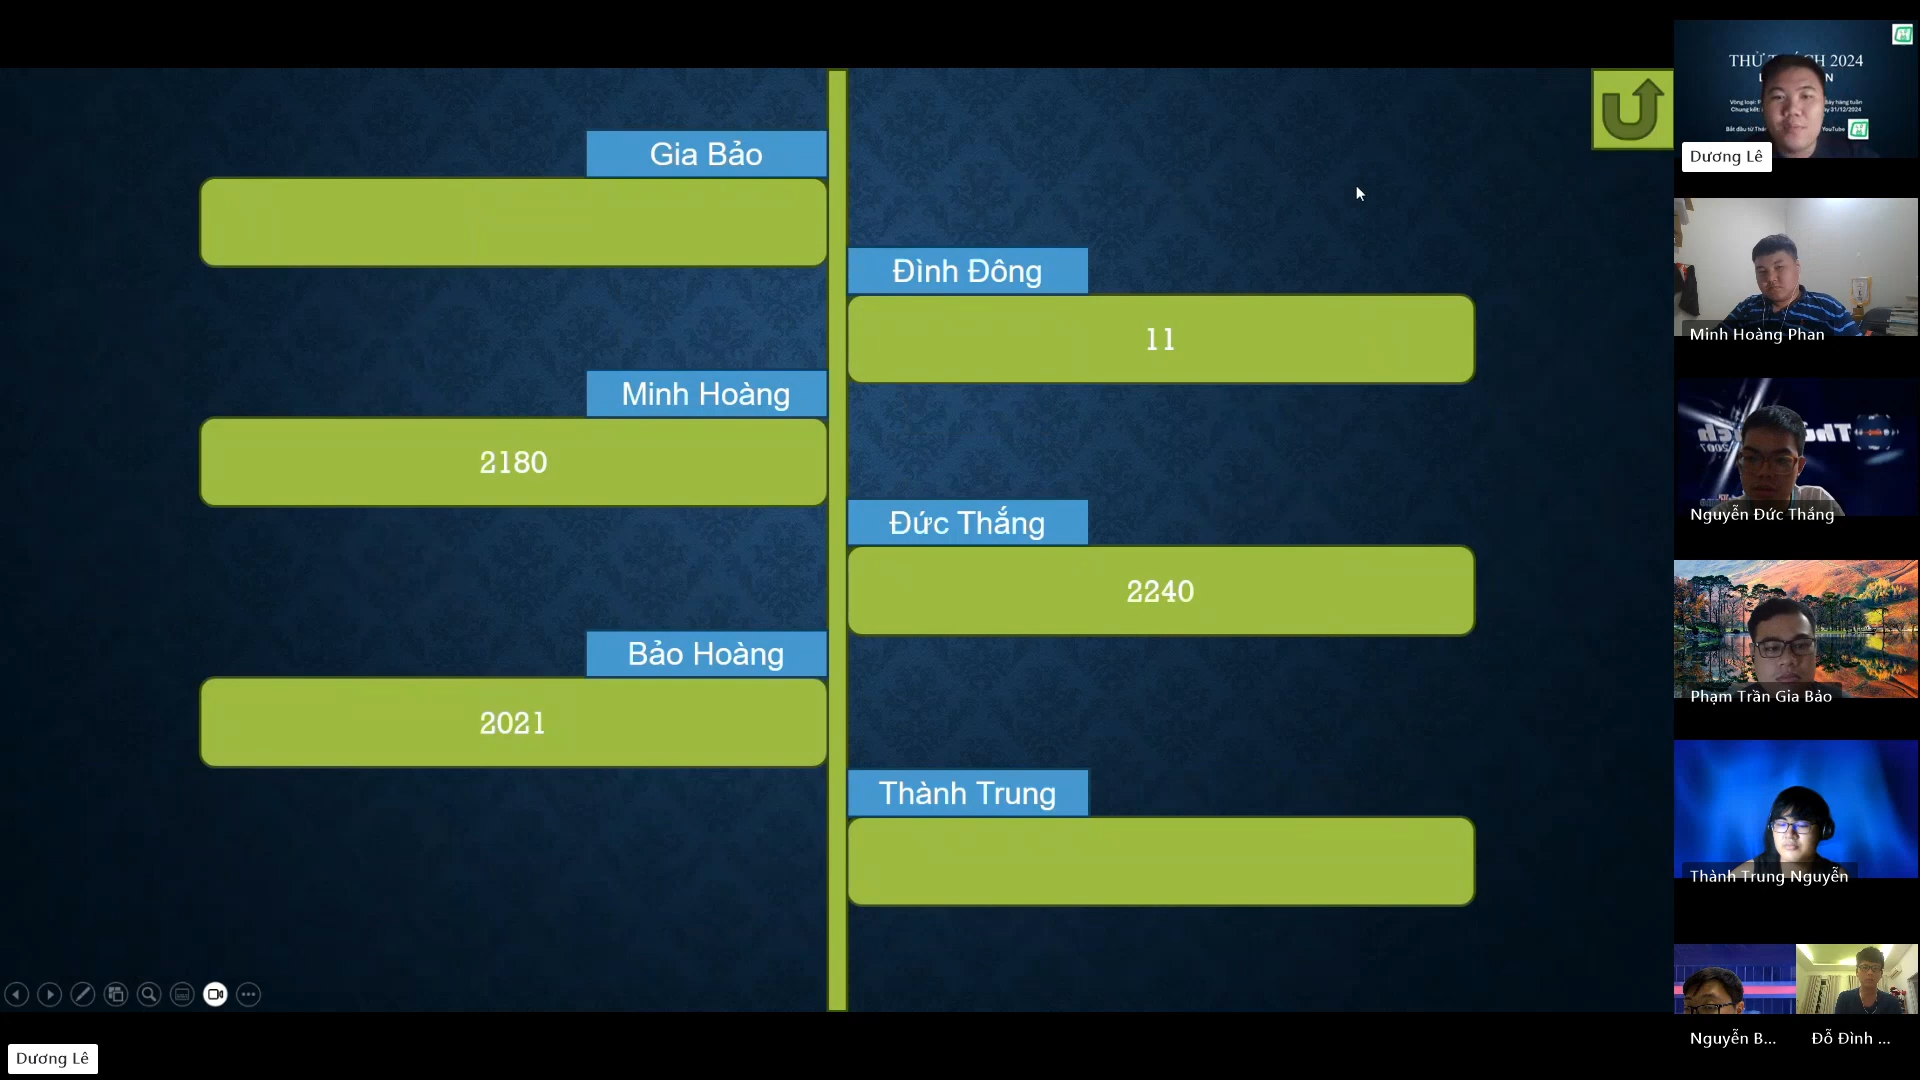 Gia Bảo
Đình Đông
11
Minh Hoàng
2180
Đức Thắng
2240
Bảo Hoàng
2021
Thành Trung
Dương Lê
2024
Dương Lê
Minh Hoàng Phan
Nguyễn Đức Thắng
Phạm Trần Gia Bảo
Thành Trung Nguyễn
Nguyễn B...
Đỗ Đình ...